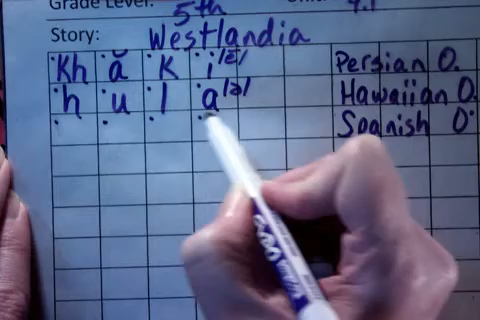 Grade Level: 5th
Story: Westlandia
Kh ă k i /ē/ Persian O.
h u l a /ə/ Hawaiian O.
Spanish O.